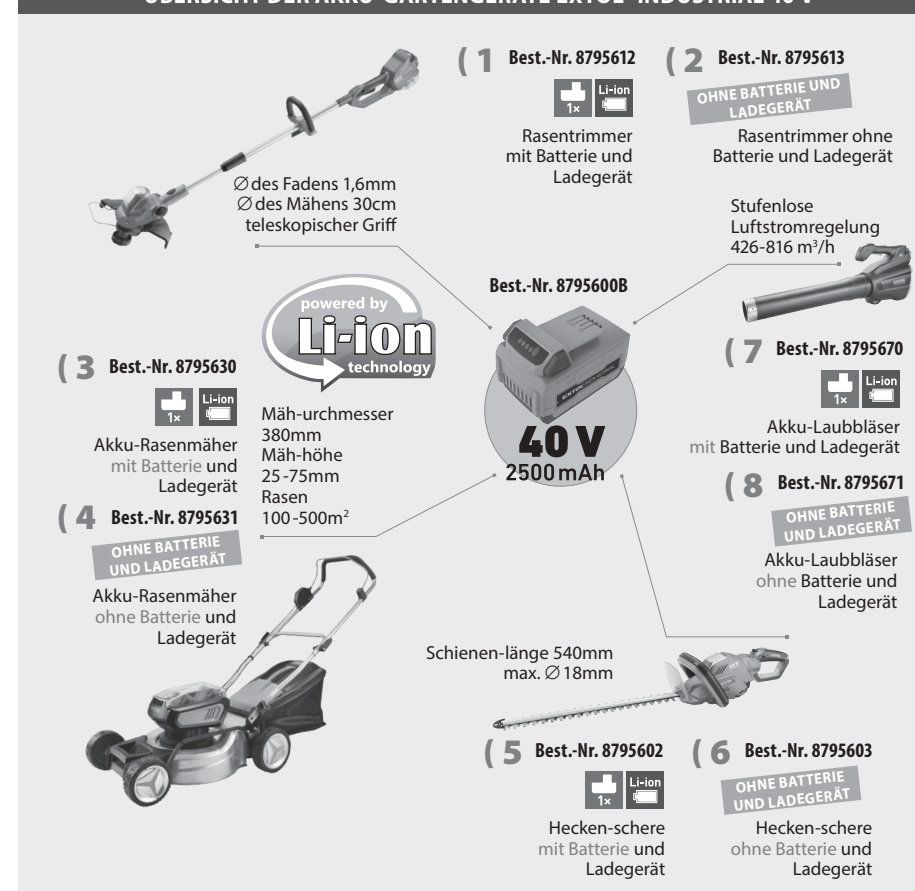 ( 1 Best.-Nr. 8795612
1×
Li-ion
Rasentrimmer
mit Batterie und
Ladegerät
( 2 Best.-Nr. 8795613
OHNE BATTERIE UND
LADEGERÄT
Rasentrimmer ohne
Batterie und Ladegerät
∅ des Fadens 1,6mm
∅ des Mähens 30cm
teleskopischer Griff
Stufenlose
Luftstromregelung
426-816 m³/h
powered by
Li-ion
technology
Best.-Nr. 8795600B
40 V
2500 mAh
( 3 Best.-Nr. 8795630
1×
Li-ion
Akku-Rasenmäher
mit Batterie und
Ladegerät
Mäh-urchmesser
380mm
Mäh-höhe
25-75mm
Rasen
100-500m²
( 4 Best.-Nr. 8795631
OHNE BATTERIE
UND LADEGERÄT
Akku-Rasenmäher
ohne Batterie und
Ladegerät
( 7 Best.-Nr. 8795670
1×
Li-ion
Akku-Laubbläser
mit Batterie und Ladegerät
( 8 Best.-Nr. 8795671
OHNE BATTERIE
UND LADEGERÄT
Akku-Laubbläser
ohne Batterie und
Ladegerät
Schienen-länge 540mm
max. ∅ 18mm
( 5 Best.-Nr. 8795602
1×
Li-ion
Hecken-schere
mit Batterie und
Ladegerät
( 6 Best.-Nr. 8795603
OHNE BATTERIE
UND LADEGERÄT
Hecken-schere
ohne Batterie und
Ladegerät